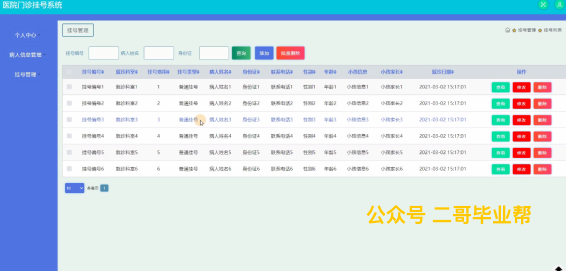 医院门诊挂号系统
个人中心
病人信息管理
挂号管理
挂号管理
挂号管理 挂号列表
挂号编号 病人姓名 身份证 查询 添加 批量删除
挂号编号 就诊科室 挂号费用 挂号类型 病人姓名 身份证 联系电话 性别 年龄 小孩信息 小孩家长 就诊日期 操作
挂号编号1 就诊科室1 1 普通挂号 病人姓名1 身份证1 联系电话1 性别1 年龄1 小孩信息1 小孩家长1 2021-03-02 15:17:01 查看 修改 删除
挂号编号2 就诊科室2 2 普通挂号 病人姓名2 身份证2 联系电话2 性别2 年龄2 小孩信息2 小孩家长2 2021-03-02 15:17:01 查看 修改 删除
挂号编号3 就诊科室3 3 普通挂号 病人姓名3 身份证3 联系电话3 性别3 年龄3 小孩信息3 小孩家长3 2021-03-02 15:17:01 查看 修改 删除
挂号编号4 就诊科室4 4 普通挂号 病人姓名4 身份证4 联系电话4 性别4 年龄4 小孩信息4 小孩家长4 2021-03-02 15:17:01 查看 修改 删除
挂号编号5 就诊科室5 5 普通挂号 病人姓名5 身份证5 联系电话5 性别5 年龄5 小孩信息5 小孩家长5 2021-03-02 15:17:01 查看 修改 删除
挂号编号6 就诊科室6 6 普通挂号 病人姓名6 身份证6 联系电话6 性别6 年龄6 小孩信息6 小孩家长6 2021-03-02 15:17:01 查看 修改 删除
10 条每页 1
公众号 二哥毕业帮